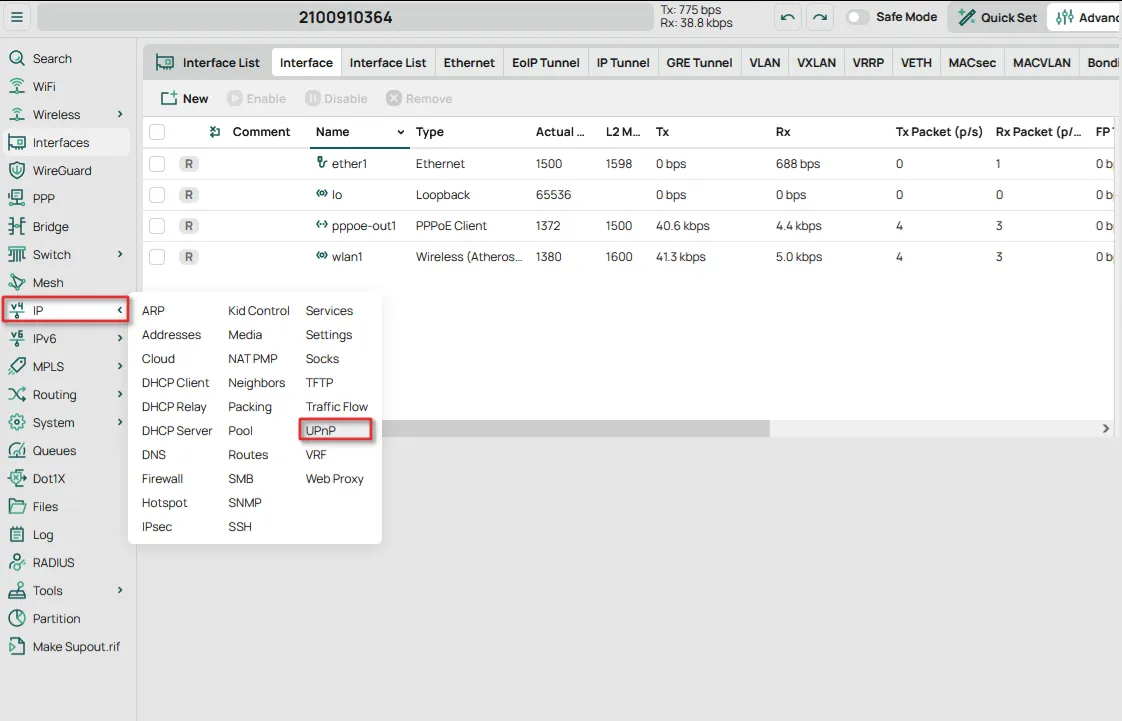 2100910364
Tx: 775 bps
Rx: 38.8 kbps
Safe Mode
Quick Set
Advanc
Search
WiFi
Wireless
Interfaces
WireGuard
PPP
Bridge
Switch
Mesh
IP
IPv6
MPLS
Routing
System
Queues
Dot1X
Files
Log
RADIUS
Tools
Partition
Make Supout.rif
Interface List Interface Interface List Ethernet EoIP Tunnel IP Tunnel GRE Tunnel VLAN VXLAN VRRP VETH MACsec MACVLAN Bondi
New Enable Disable Remove
Comment Name Type Actual ... L2 M... Tx Rx Tx Packet (p/s) Rx Packet (p/... FP T
R ether1 Ethernet 1500 1598 0 bps 688 bps 0 1 0 b
R lo Loopback 65536 0 bps 0 bps 0 0 0 b
R pppoe-out1 PPPoE Client 1372 1500 40.6 kbps 4.4 kbps 4 3 0 b
R wlan1 Wireless (Atheros... 1380 1600 41.3 kbps 5.0 kbps 4 3 0 b
ARP Kid Control Services
Addresses Media Settings
Cloud NAT PMP Socks
DHCP Client Neighbors TFTP
DHCP Relay Packing Traffic Flow
DHCP Server Pool UPnP
DNS Routes VRF
Firewall SMB Web Proxy
Hotspot SNMP
IPsec SSH